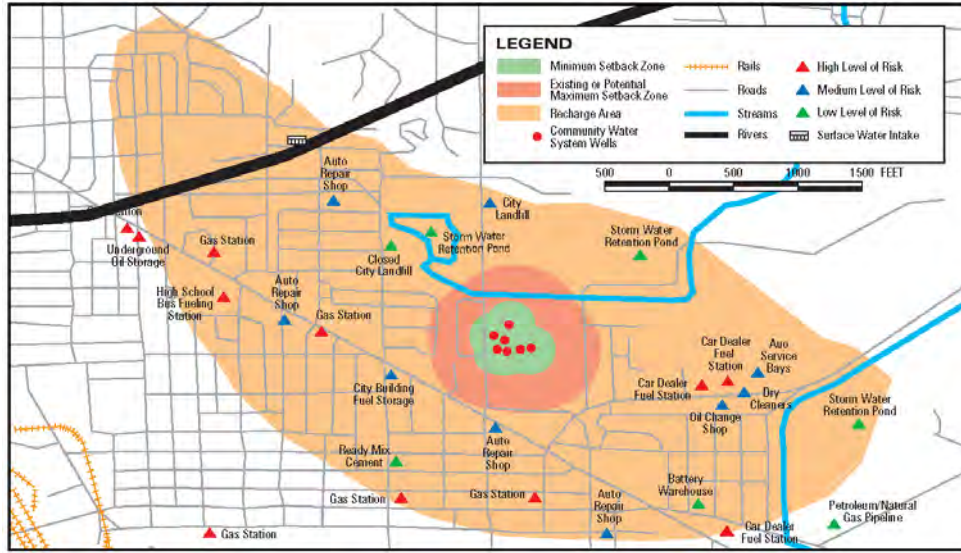 LEGEND
Minimum Setback Zone
Existing or Potential
Maximum Setback Zone
Recharge Area
Community Water
System Wells
Rails
Roads
Streams
Rivers
High Level of Risk
Medium Level of Risk
Low Level of Risk
Surface Water Intake
500 0 500 1000 1500 FEET
Auto
Repair
Shop
City
Landfill
Storm Water
Retention Pond
Storm Water
Retention Pond
Underground
Oil Storage
Gas Station
Closed
City Landfill
High School
Bus Fueling
Station
Auto
Repair
Shop
Gas Station
Car Dealer
Fuel
Station
Auo
Service
Bays
City Building
Fuel Storage
Car Dealer
Fuel Station
Dry
Cleaners
Oil Change
Shop
Storm Water
Retention Pond
Auto
Repair
Shop
Ready Mix
Cement
Battery
Warehouse
Gas Station
Gas Station
Auto
Repair
Shop
Petroleum/Natural
Gas Pipeline
Gas Station
Car Dealer
Fuel Station